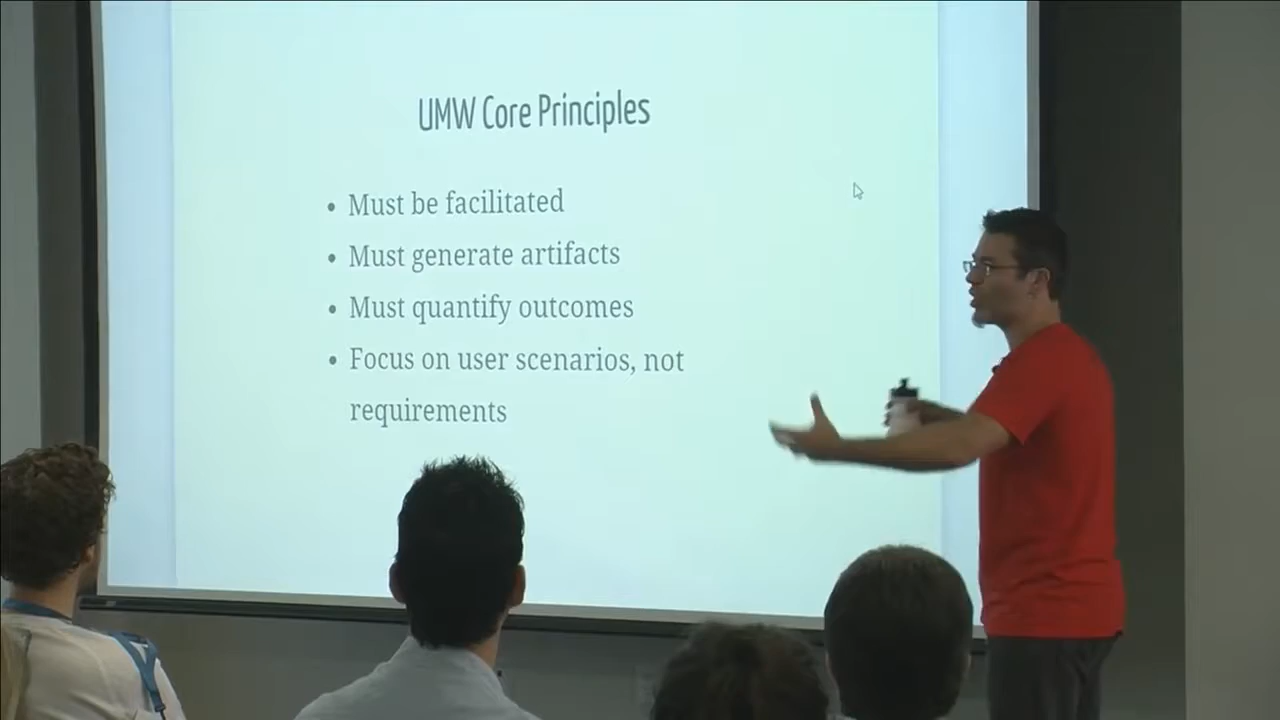 UMW Core Principles
• Must be facilitated
• Must generate artifacts
• Must quantify outcomes
• Focus on user scenarios, not
requirements